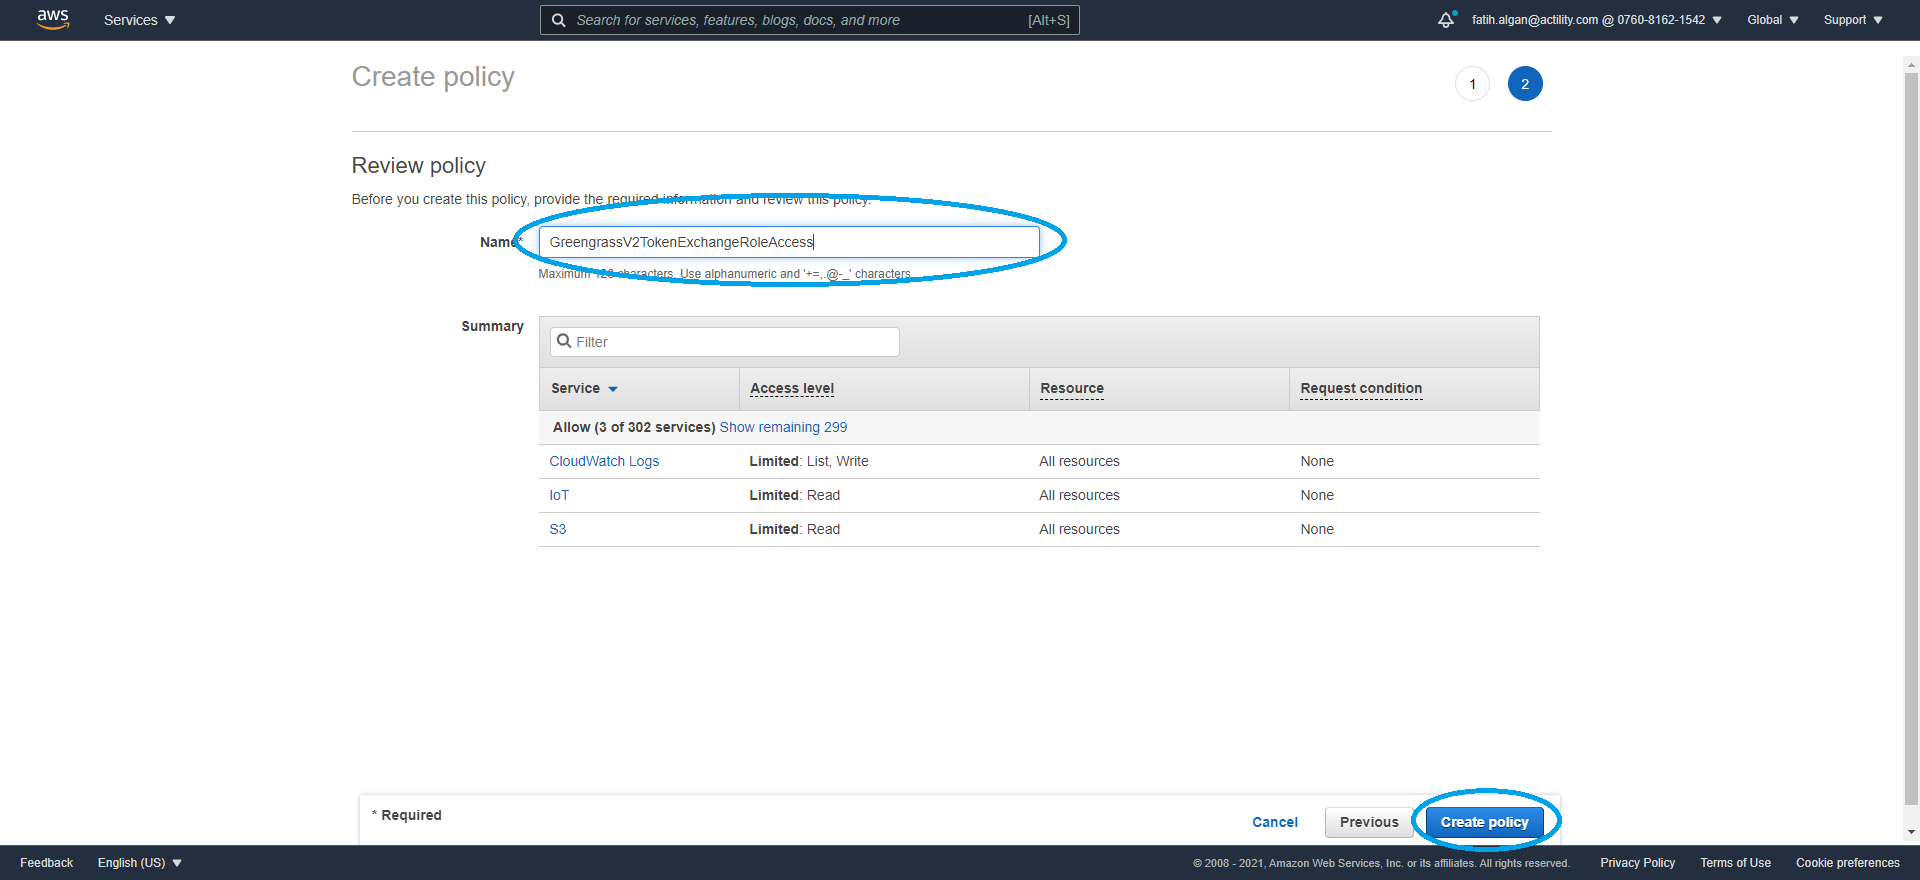 aws Services Search for services, features, blogs, docs, and more [Alt+S] fatih.algan@actility.com @ 0760-8162-1542 Global Support
Create policy
1 2
Review policy
Before you create this policy, provide the required information and review this policy.
Name* GreengrassV2TokenExchangeRoleAccess
Maximum 128 characters. Use alphanumeric and '+=,.@-_' characters.
Summary
Filter
Service Access level Resource Request condition
Allow (3 of 302 services) Show remaining 299
CloudWatch Logs Limited: List, Write All resources None
IoT Limited: Read All resources None
S3 Limited: Read All resources None
* Required Cancel Previous Create policy
Feedback English (US) © 2008 - 2021, Amazon Web Services, Inc. or its affiliates. All rights reserved. Privacy Policy Terms of Use Cookie preferences